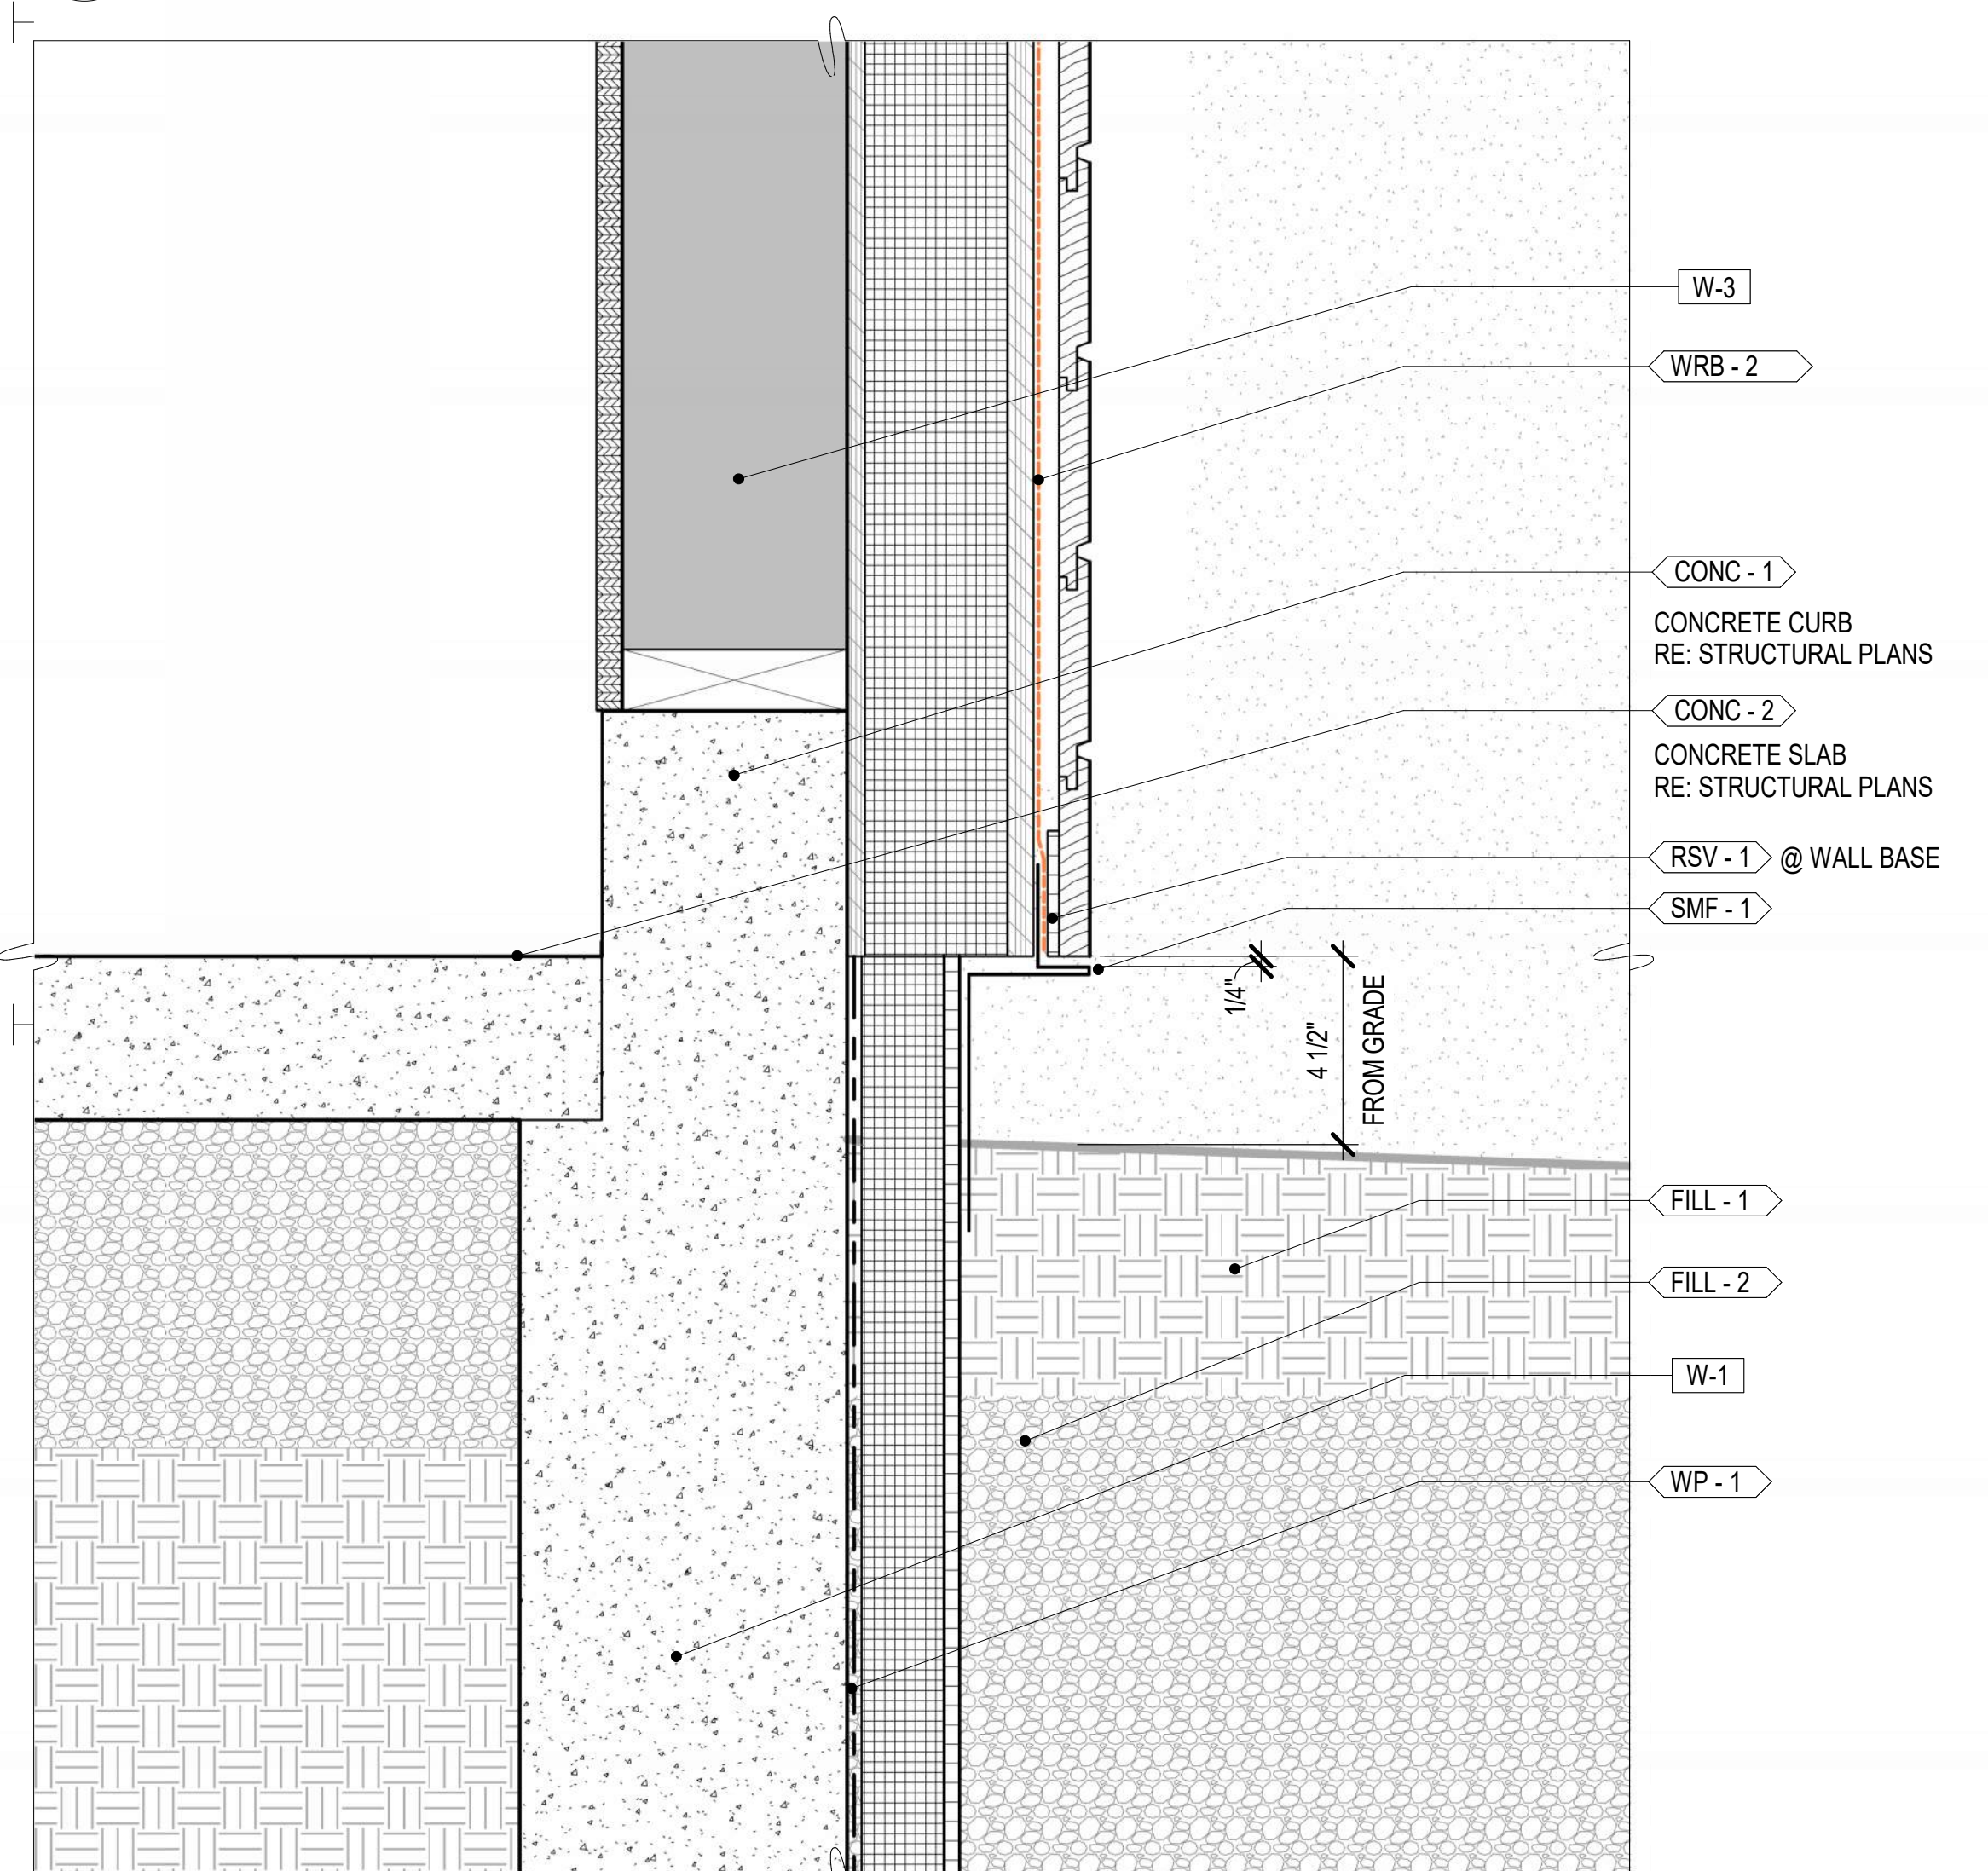 W-3
WRB - 2
CONC - 1
CONCRETE CURB
RE: STRUCTURAL PLANS
CONC - 2
CONCRETE SLAB
RE: STRUCTURAL PLANS
RSV - 1 @ WALL BASE
SMF - 1
1/4"
4 1/2"
FROM GRADE
FILL - 1
FILL - 2
W-1
WP - 1